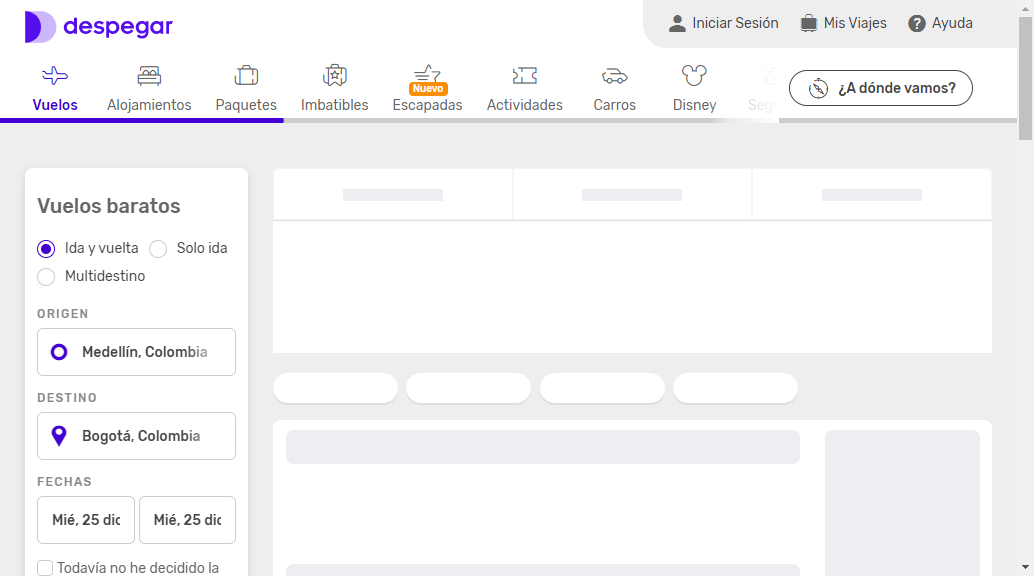 despegar
Iniciar Sesión
Mis Viajes
Ayuda
Vuelos
Alojamientos
Paquetes
Imbatibles
Nuevo
Escapadas
Actividades
Carros
Disney
¿A dónde vamos?
Vuelos baratos
Ida y vuelta
Solo ida
Multidestino
ORIGEN
Medellín, Colombia
DESTINO
Bogotá, Colombia
FECHAS
Mié, 25 dic
Mié, 25 dic
Todavía no he decidido la